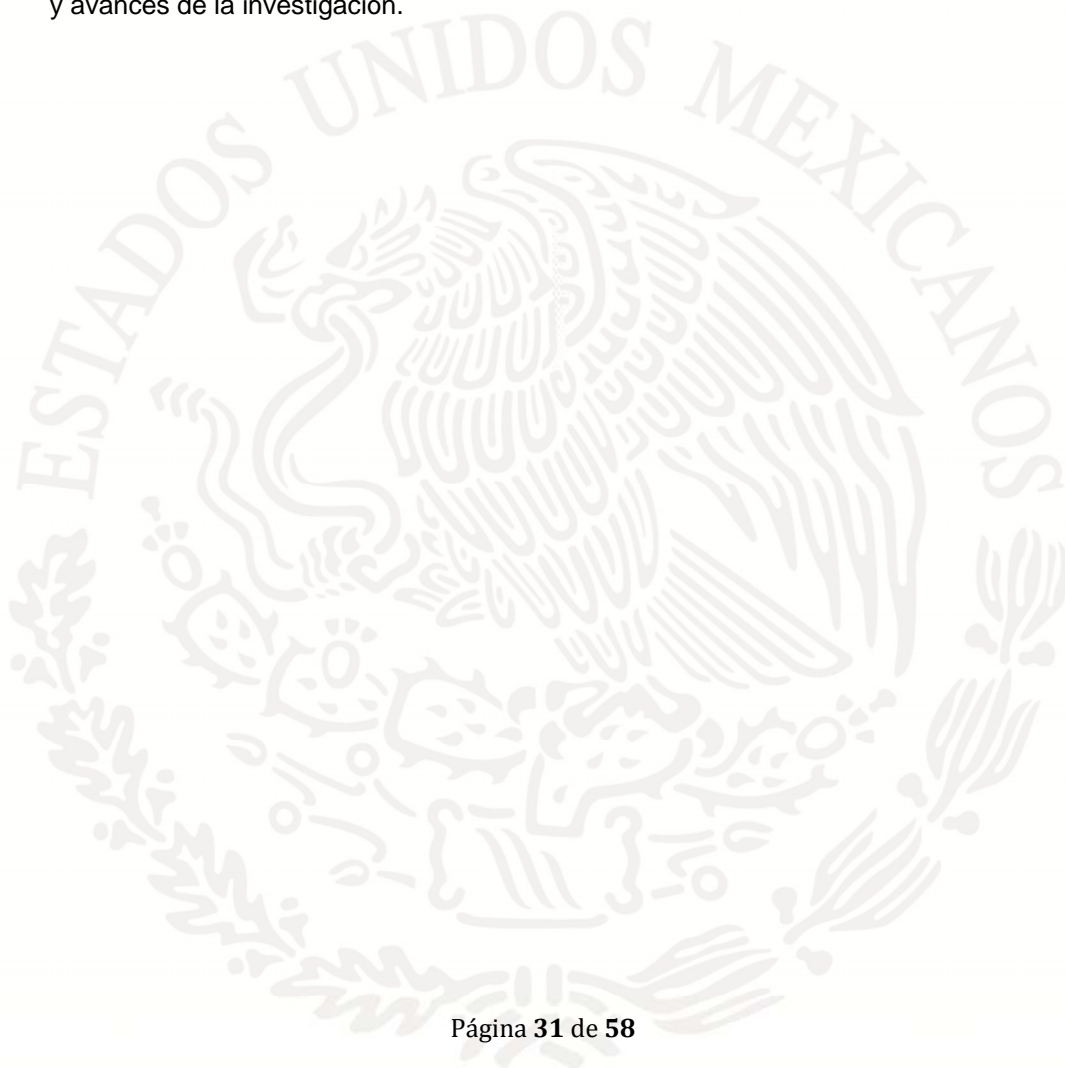 y avances de la investigación.
ESTADOS UNIDOS MEXICANOS
Página 31 de 58